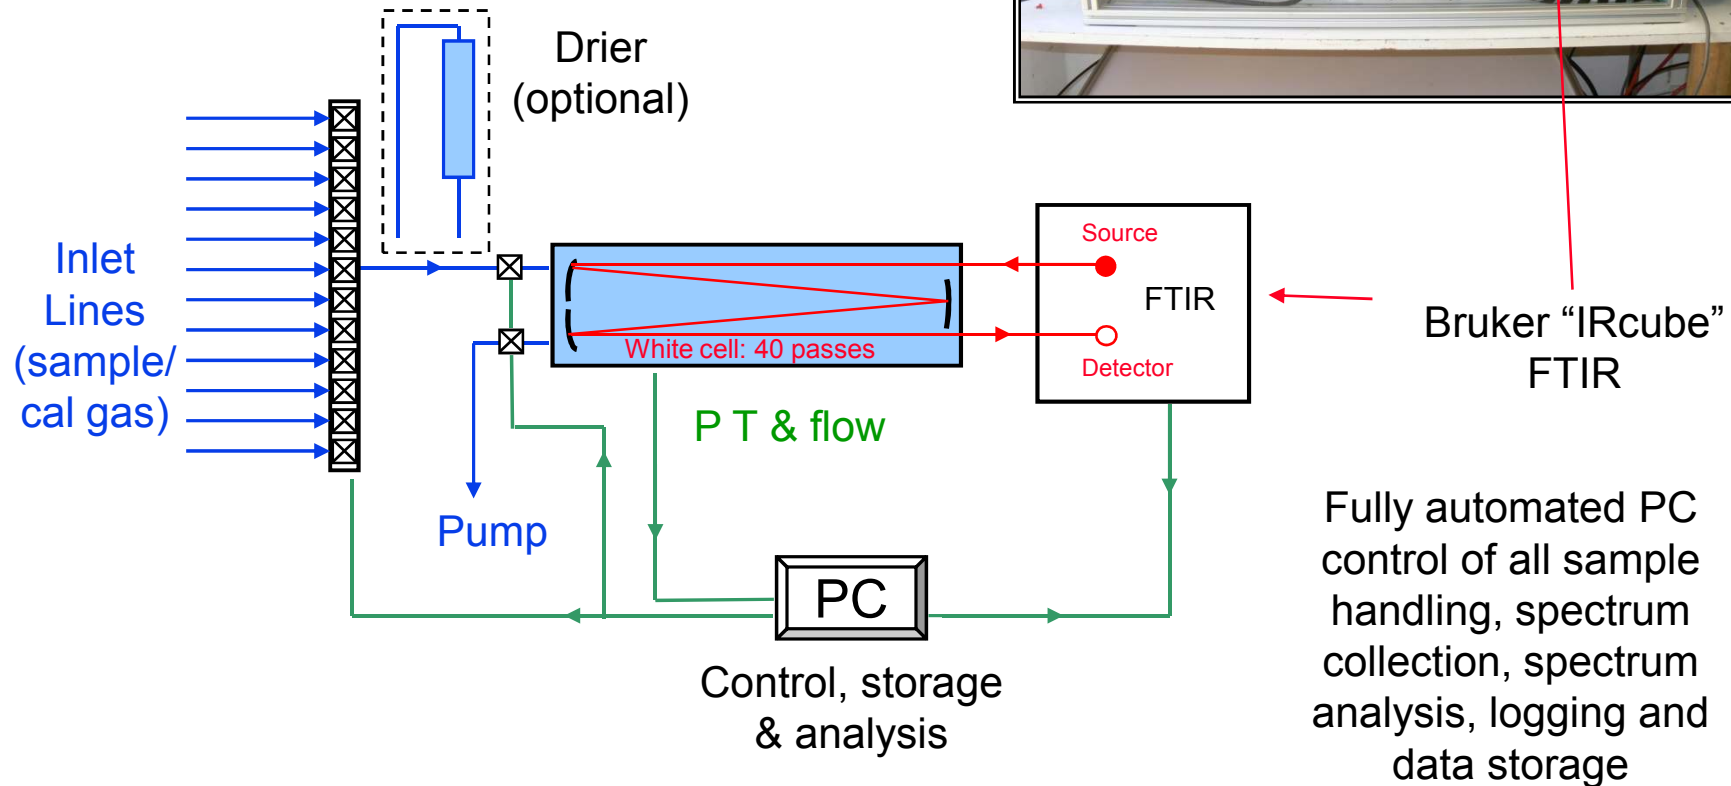 Drier
(optional)
Inlet
Lines
(sample/
cal gas)
Source
FTIR
Detector
White cell: 40 passes
Bruker “IRcube”
FTIR
P T & flow
Pump
PC
Control, storage
& analysis
Fully automated PC
control of all sample
handling, spectrum
collection, spectrum
analysis, logging and
data storage